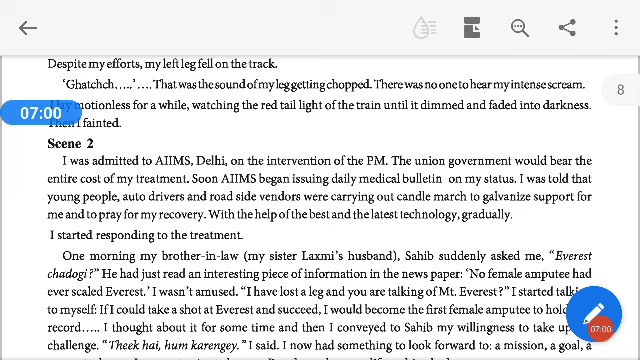 8
Despite my efforts, my left leg fell on the track.
‘Ghatchch…..’…. That was the sound of my leg getting chopped. There was no one to hear my intense scream.
motionless for a while, watching the red tail light of the train until it dimmed and faded into darkness.
07:00
I fainted.
Scene 2
I was admitted to AIIMS, Delhi, on the intervention of the PM. The union government would bear the
entire cost of my treatment. Soon AIIMS began issuing daily medical bulletin on my status. I was told that
young people, auto drivers and road side vendors were carrying out candle march to galvanize support for
me and to pray for my recovery. With the help of the best and the latest technology, gradually.
I started responding to the treatment.
One morning my brother-in-law (my sister Laxmi's husband), Sahib suddenly asked me, “Everest
chadogi?” He had just read an interesting piece of information in the news paper: ‘No female amputee had
ever scaled Everest.’ I wasn't amused. “I have lost a leg and you are talking of Mt. Everest?” I started
to myself: If I could take a shot at Everest and succeed, I would become the first female amputee to hold
record….. I thought about it for some time and then I conveyed to Sahib my willingness to take
challenge. “Theek hai, hum karengey.” I said. I now had something to look forward to: a mission, a goal, a
07:00